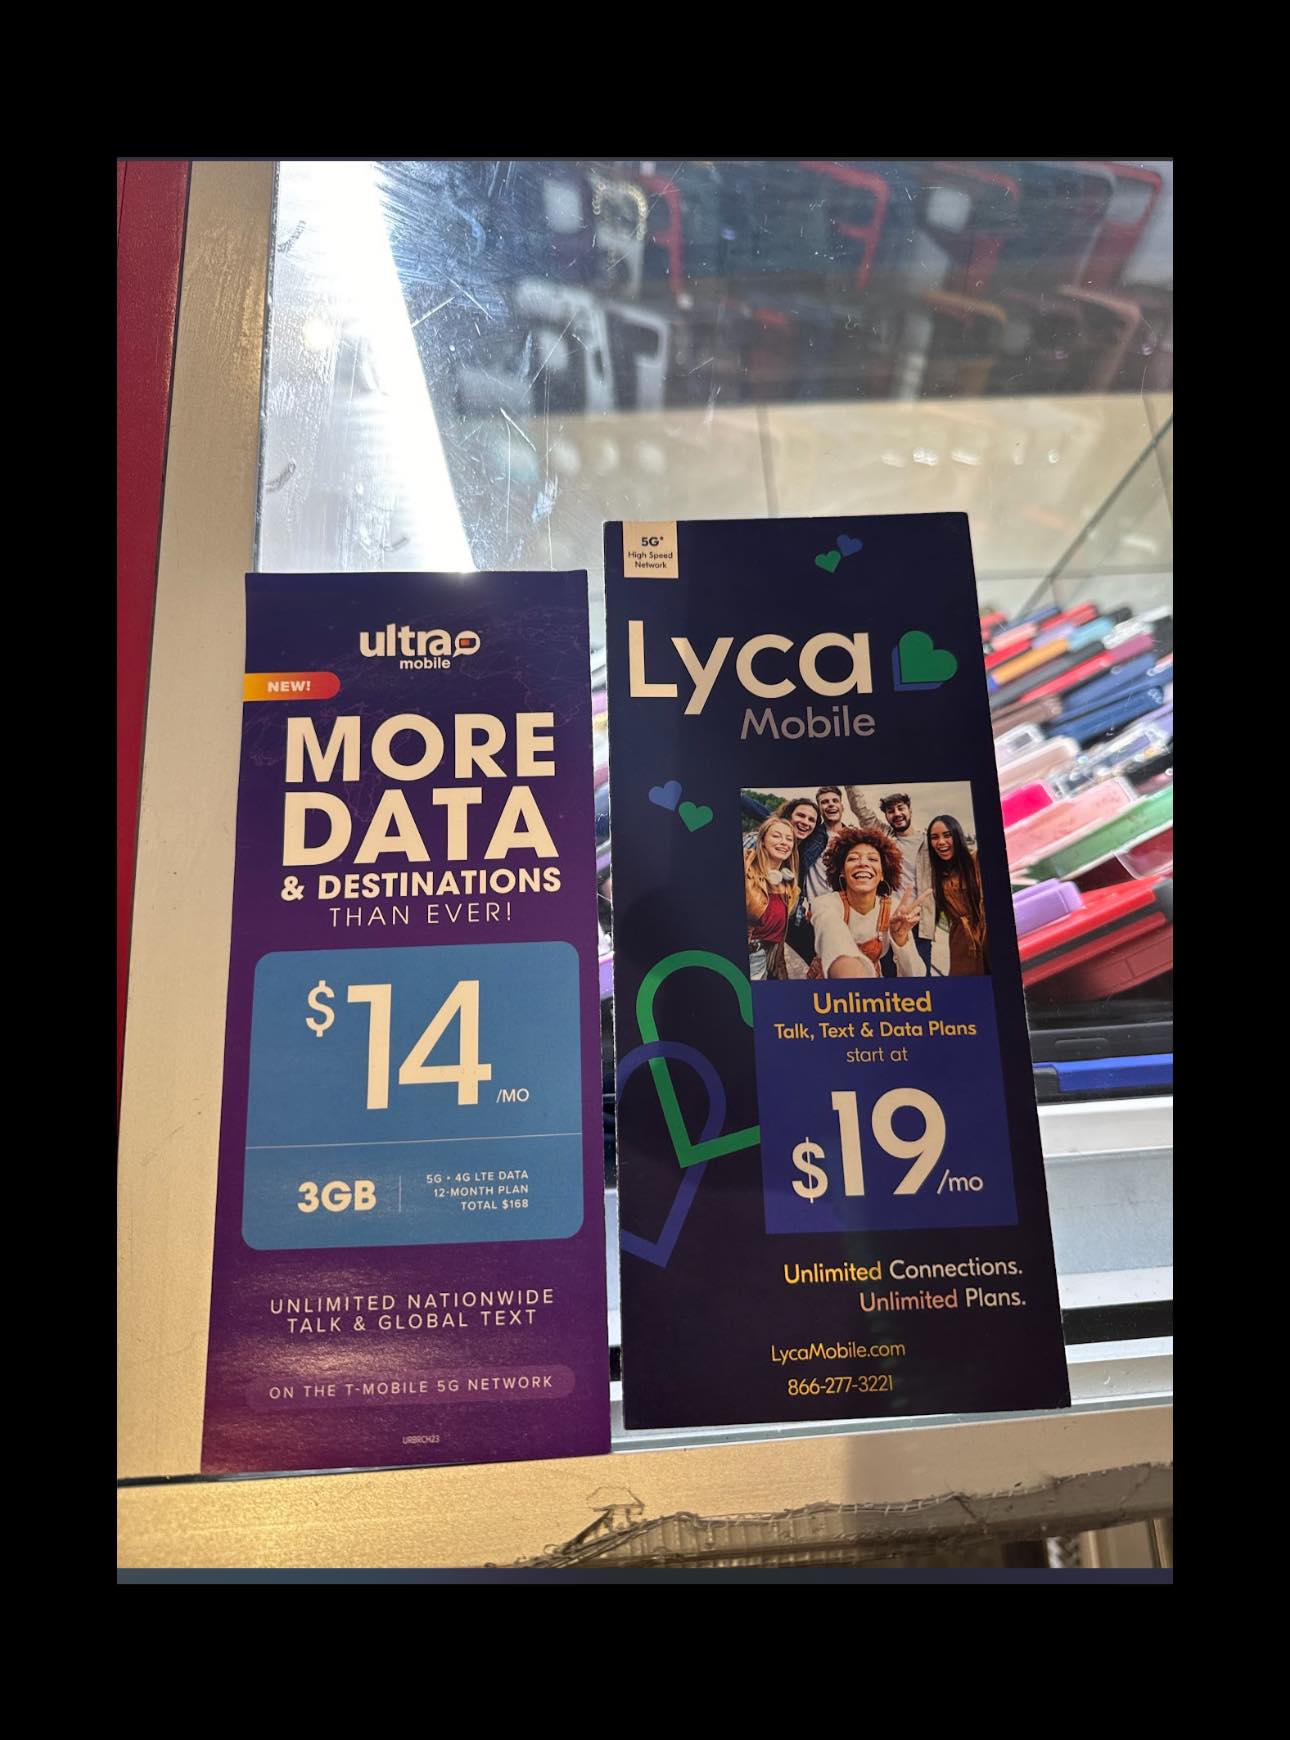 ultra
mobile
NEW!
MORE
DATA
& DESTINATIONS
THAN EVER!
$14/MO
3GB
5G • 4G LTE DATA
12-MONTH PLAN
TOTAL $168
UNLIMITED NATIONWIDE
TALK & GLOBAL TEXT
ON THE T-MOBILE 5G NETWORK
URBRCH23
5G*
High Speed
Network
Lyca
Mobile
Unlimited
Talk, Text & Data Plans
start at
$19/mo
Unlimited Connections.
Unlimited Plans.
LycaMobile.com
866-277-3221